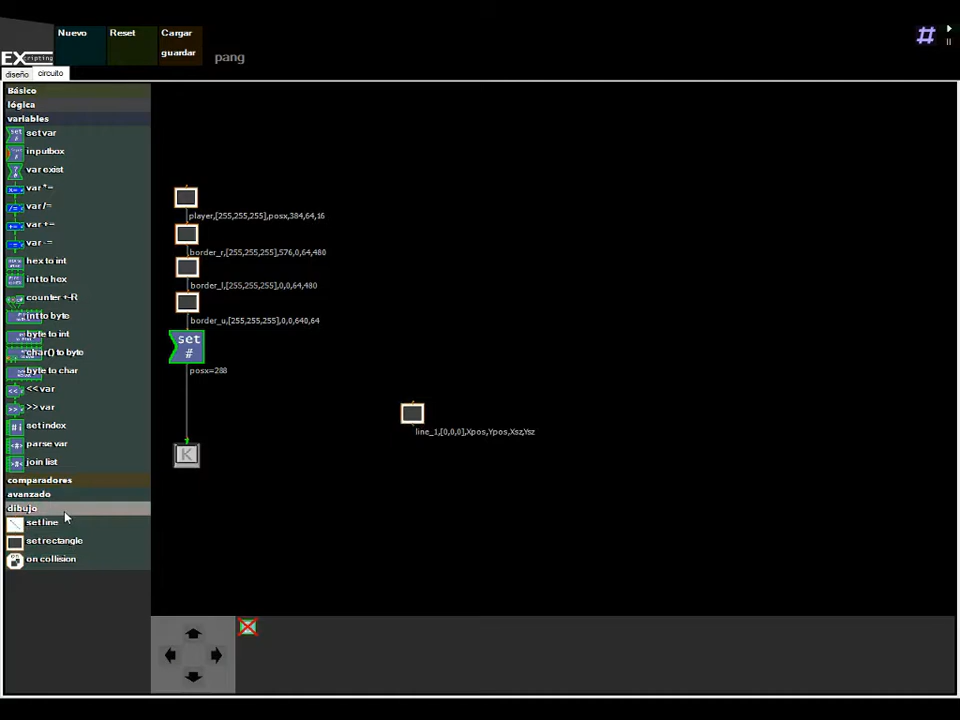 Nuevo
Reset
Cargar
guardar
EXcripting
pang
#
diseño
circuito
Básico
lógica
variables
set var
inputbox
var exist
var *=
var /=
var +=
var -=
hex to int
int to hex
counter +-R
int to byte
byte to int
char() to byte
byte to char
<< var
>> var
set index
parse var
join list
comparadores
avanzado
dibujo
set line
set rectangle
on collision
player,[255,255,255],posx,384,64,16
border_r,[255,255,255],576,0,64,480
border_l,[255,255,255],0,0,64,480
border_u,[255,255,255],0,0,640,64
set
#
posx=288
K
line_1,[0,0,0],Xpos,Ypos,Xsz,Ysz